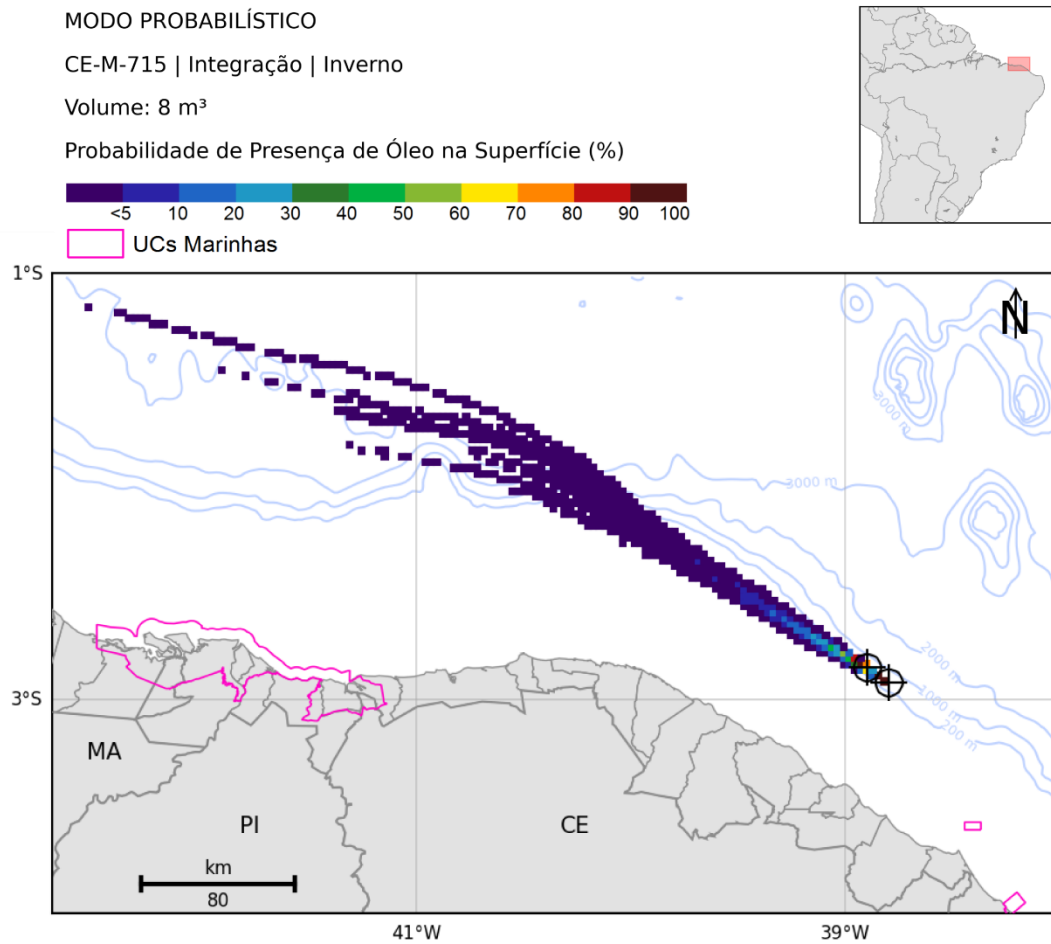 MODO PROBABILÍSTICO
CE-M-715 | Integração | Inverno
Volume: 8 m³
Probabilidade de Presença de Óleo na Superfície (%)
<5 10 20 30 40 50 60 70 80 90 100
UCs Marinhas
1°S
N
3000 m
3000 m
2000 m
1000 m
200 m
3°S
MA
PI
CE
km
80
41°W 39°W